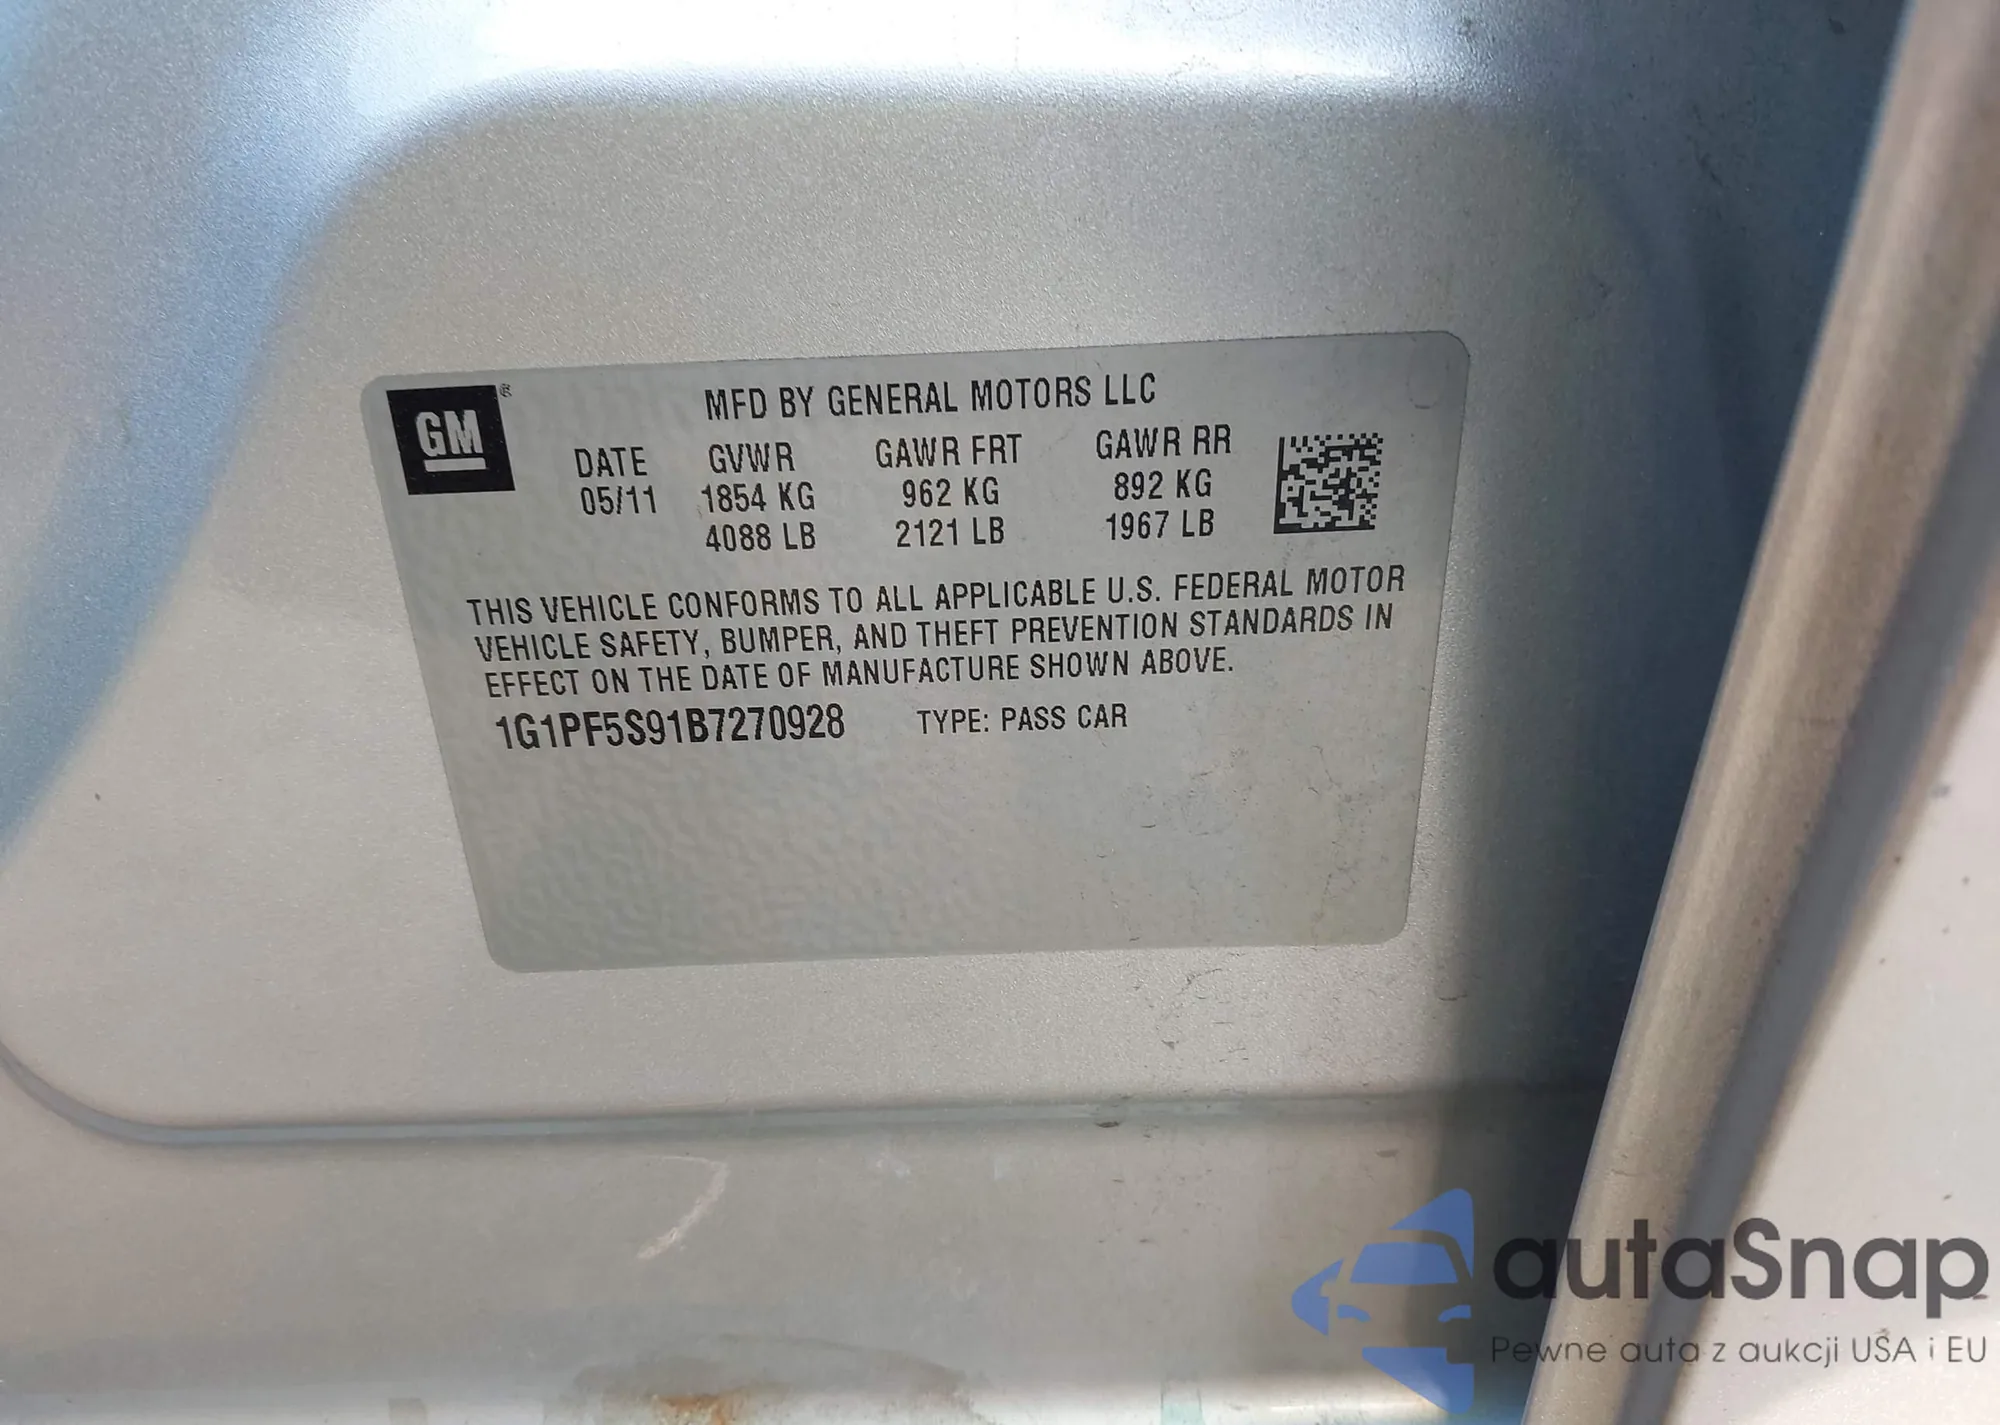 GM®
MFD BY GENERAL MOTORS LLC
DATE GVWR GAWR FRT GAWR RR
05/11 1854 KG 962 KG 892 KG
4088 LB 2121 LB 1967 LB
THIS VEHICLE CONFORMS TO ALL APPLICABLE U.S. FEDERAL MOTOR
VEHICLE SAFETY, BUMPER, AND THEFT PREVENTION STANDARDS IN
EFFECT ON THE DATE OF MANUFACTURE SHOWN ABOVE.
1G1PF5S91B7270928 TYPE: PASS CAR
autaSnap
Pewne auta z aukcji USA i EU